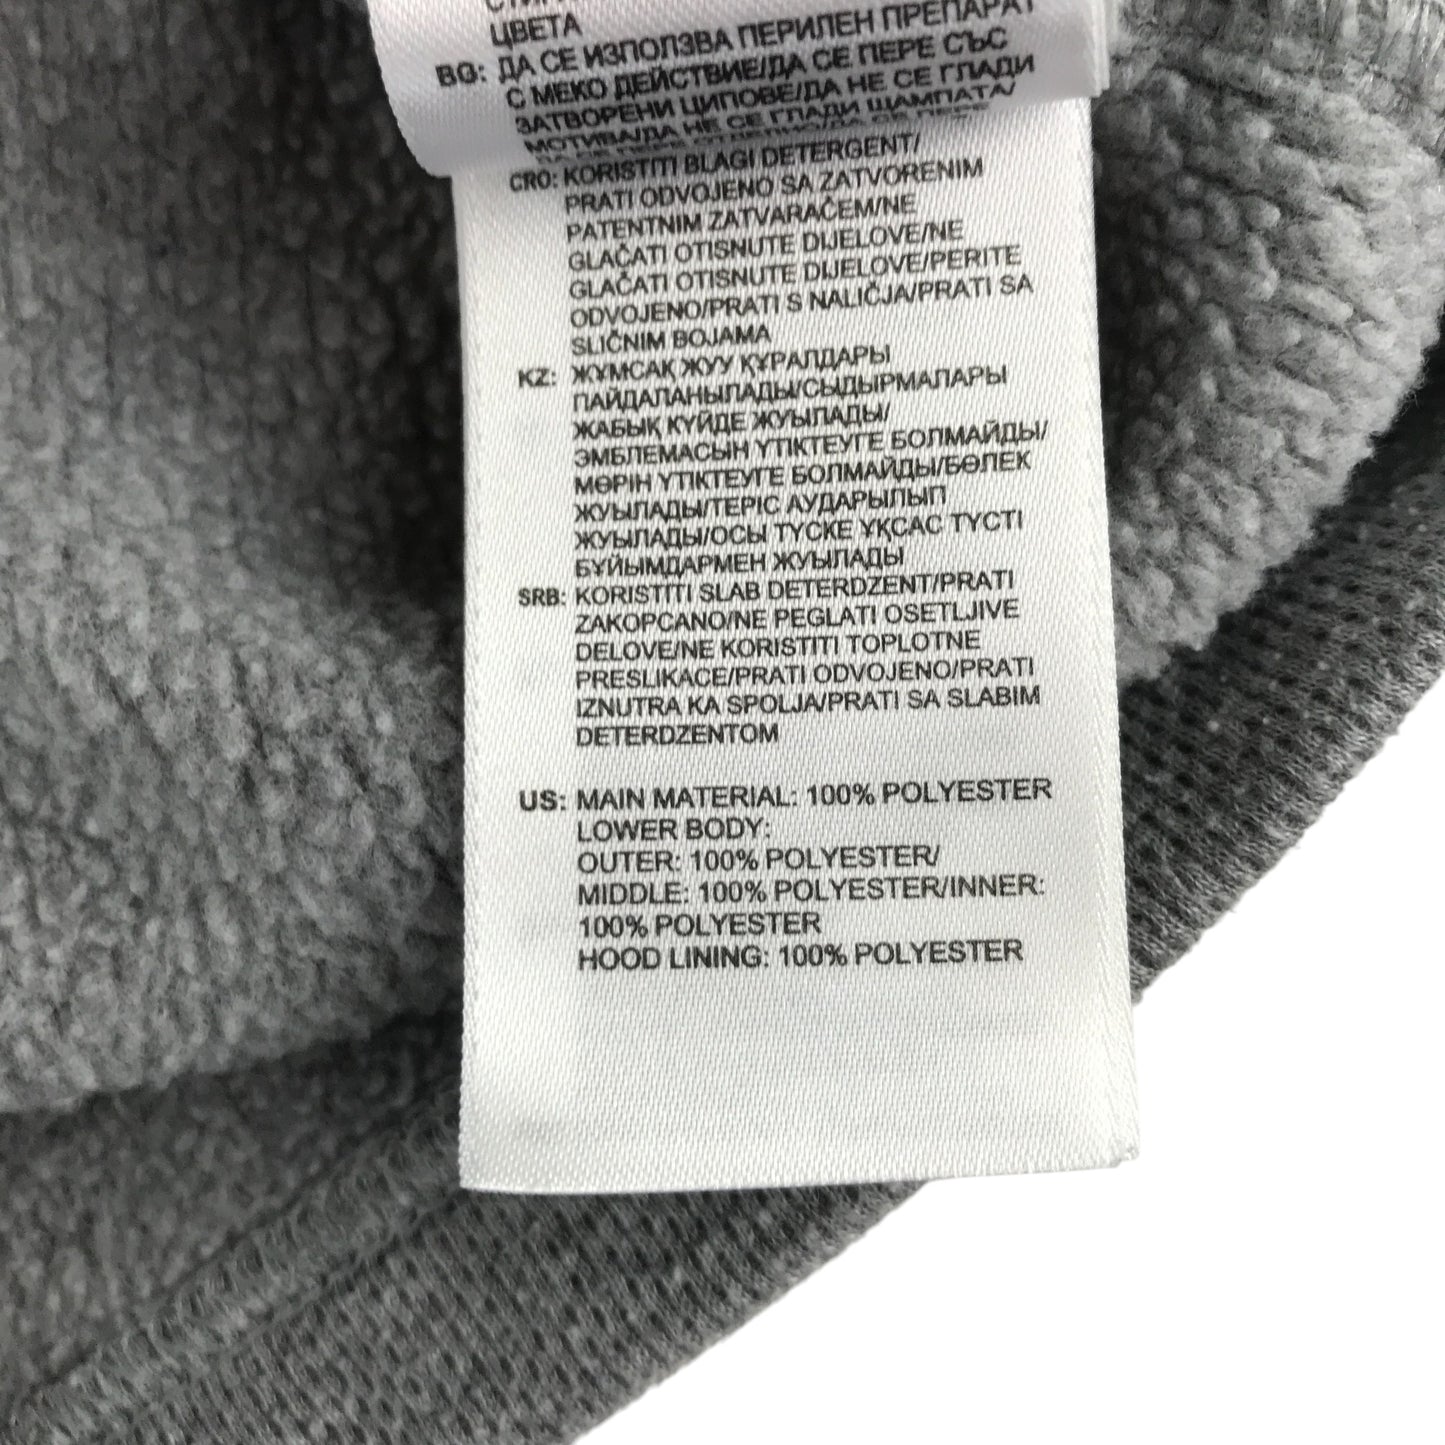 ЦВЕТА
BG: ДА СЕ ИЗПОЛЗВА ПЕРИЛЕН ПРЕПАРАТ
С МЕКО ДЕЙСТВИЕ/ДА СЕ ПЕРЕ СЪС
ЗАТВОРЕНИ ЦИПОВЕ/ДА НЕ СЕ ГЛАДИ
МОТИВА/ДА НЕ СЕ ГЛАДИ ЩАМПАТА/
CRO: KORISTITI BLAGI DETERGENT/
PRATI ODVOJENO SA ZATVORENIM
PATENTNIM ZATVARAČEM/NE
GLAČATI OTISNUTE DIJELOVE/NE
GLAČATI OTISNUTE DIJELOVE/PERITE
ODVOJENO/PRATI S NALIČJA/PRATI SA
SLIČNIM BOJAMA
KZ: ЖҰМСАҚ ЖУУ ҚҰРАЛДАРЫ
ПАЙДАЛАНЫЛАДЫ/СЫДЫРМАЛАРЫ
ЖАБЫҚ КҮЙДЕ ЖУЫЛАДЫ/
ЭМБЛЕМАСЫН ҮТІКТЕУГЕ БОЛМАЙДЫ/
МӨРІН ҮТІКТЕУГЕ БОЛМАЙДЫ/БӨЛЕК
ЖУЫЛАДЫ/ТЕРІС АУДАРЫЛЫП
ЖУЫЛАДЫ/ОСЫ ТҮСКЕ ҰҚСАС ТҮСТІ
БҰЙЫМДАРМЕН ЖУЫЛАДЫ
SRB: KORISTITI SLAB DETERDZENT/PRATI
ZAKOPCANO/NE PEGLATI OSETLJIVE
DELOVE/NE KORISTITI TOPLOTNE
PRESLIKACE/PRATI ODVOJENO/PRATI
IZNUTRA KA SPOLJA/PRATI SA SLABIM
DETERDZENTOM
US: MAIN MATERIAL: 100% POLYESTER
LOWER BODY:
OUTER: 100% POLYESTER/
MIDDLE: 100% POLYESTER/INNER:
100% POLYESTER
HOOD LINING: 100% POLYESTER